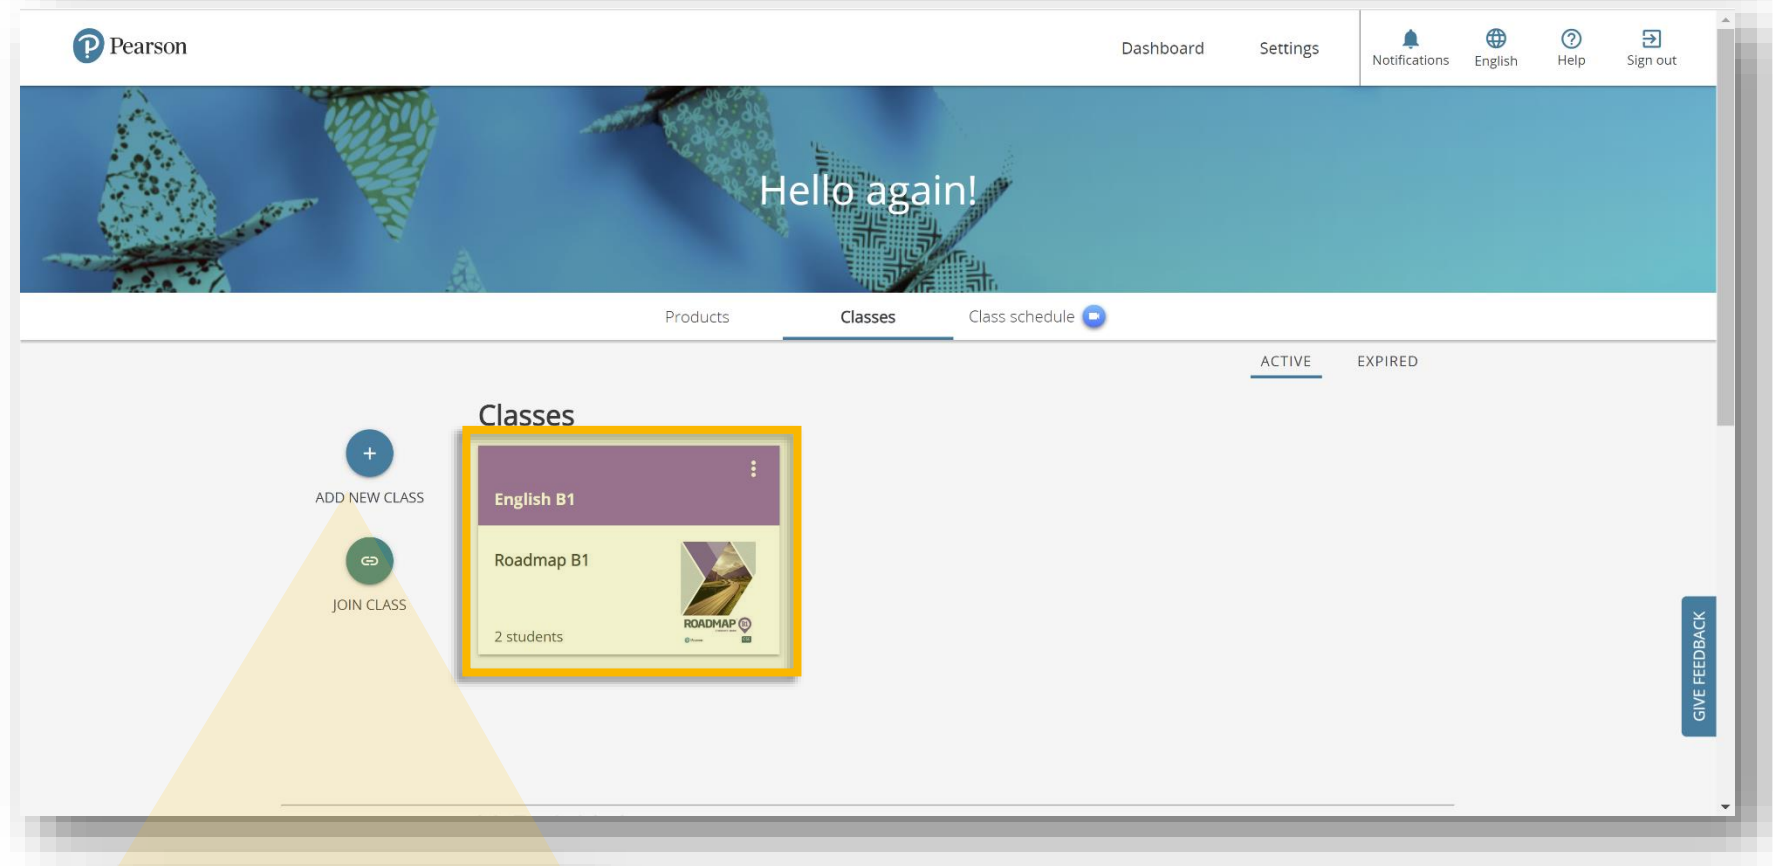 Pearson
Dashboard Settings Notifications English Help Sign out
Hello again!
Products Classes Class schedule
ACTIVE EXPIRED
Classes
ADD NEW CLASS
English B1
Roadmap B1
JOIN CLASS
2 students
ROADMAP
GIVE FEEDBACK